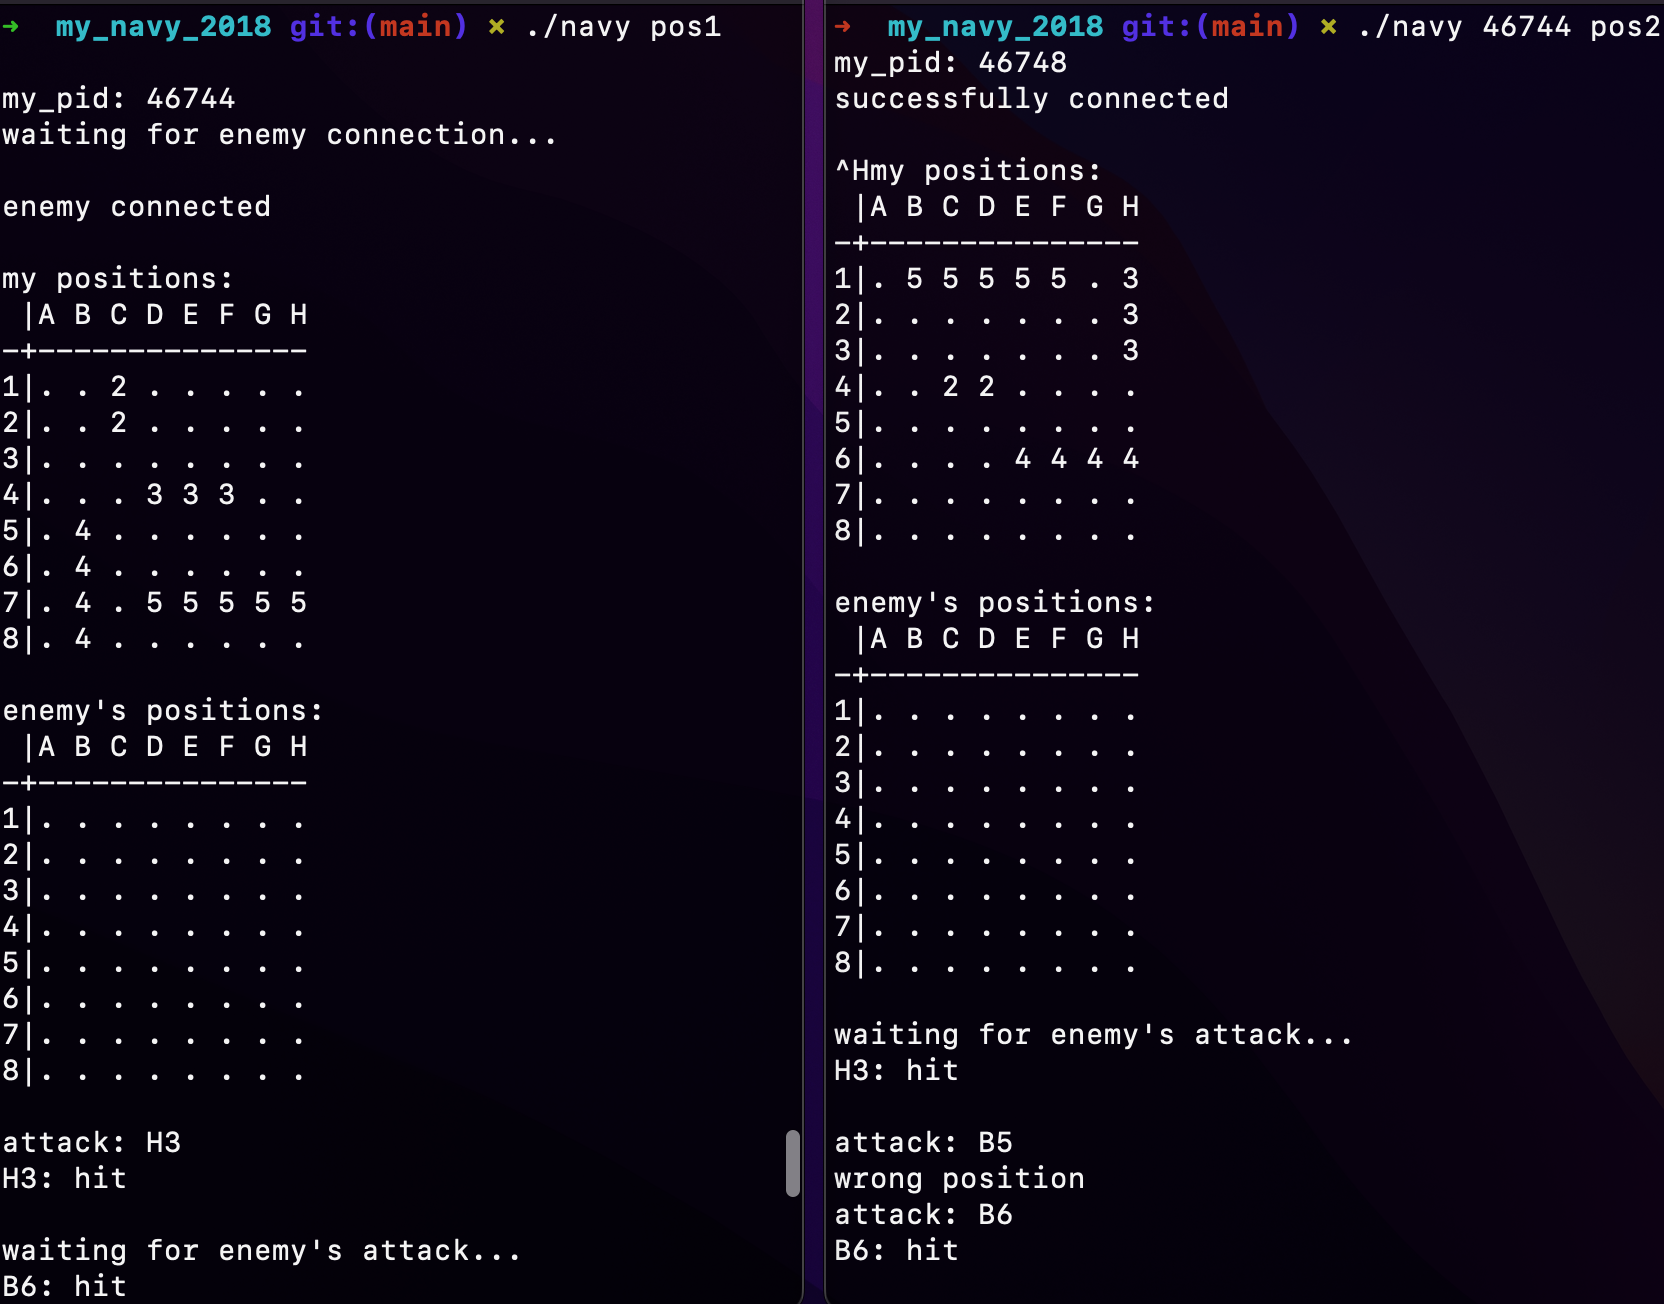 →  my_navy_2018 git:(main) × ./navy pos1

my_pid: 46744
waiting for enemy connection...

enemy connected

my positions:
 |A B C D E F G H
-+---------------
1|. . 2 . . . . .
2|. . 2 . . . . .
3|. . . . . . . .
4|. . . 3 3 3 . .
5|. 4 . . . . . .
6|. 4 . . . . . .
7|. 4 . 5 5 5 5 5
8|. 4 . . . . . .

enemy's positions:
 |A B C D E F G H
-+---------------
1|. . . . . . . .
2|. . . . . . . .
3|. . . . . . . .
4|. . . . . . . .
5|. . . . . . . .
6|. . . . . . . .
7|. . . . . . . .
8|. . . . . . . .

attack: H3
H3: hit

waiting for enemy's attack...
B6: hit

→  my_navy_2018 git:(main) × ./navy 46744 pos2
my_pid: 46748
successfully connected

^Hmy positions:
 |A B C D E F G H
-+---------------
1|. 5 5 5 5 5 . 3
2|. . . . . . . 3
3|. . . . . . . 3
4|. . 2 2 . . . .
5|. . . . . . . .
6|. . . . 4 4 4 4
7|. . . . . . . .
8|. . . . . . . .

enemy's positions:
 |A B C D E F G H
-+---------------
1|. . . . . . . .
2|. . . . . . . .
3|. . . . . . . .
4|. . . . . . . .
5|. . . . . . . .
6|. . . . . . . .
7|. . . . . . . .
8|. . . . . . . .

waiting for enemy's attack...
H3: hit

attack: B5
wrong position
attack: B6
B6: hit